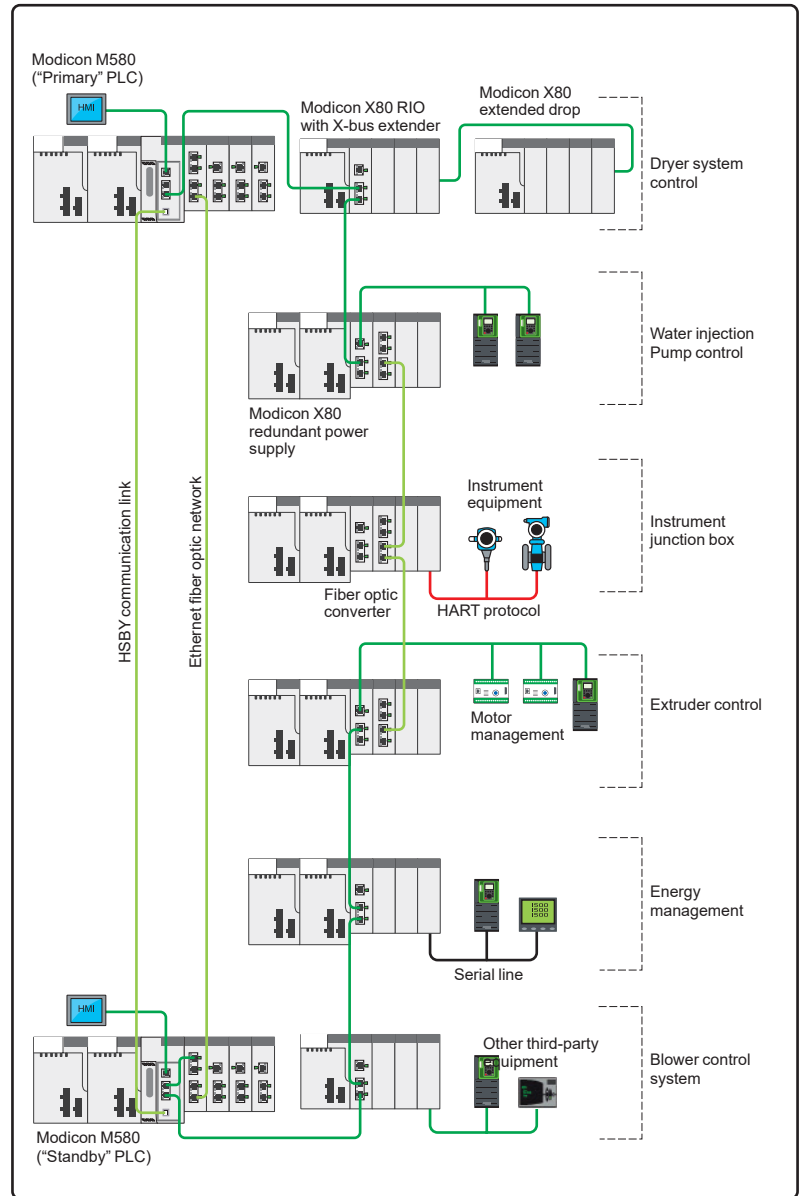 Modicon M580
(“Primary” PLC)
HMI
Modicon X80 RIO
with X-bus extender
Modicon X80
extended drop
Dryer system
control
Water injection
Pump control
Modicon X80
redundant power
supply
HSBY communication link
Ethernet fiber optic network
Instrument
equipment
Instrument
junction box
Fiber optic
converter
HART protocol
Motor
management
Extruder control
Energy
management
1500
1500
1500
Serial line
HMI
Other third-party
equipment
Blower control
system
Modicon M580
(“Standby” PLC)